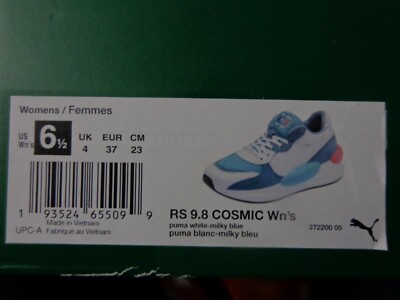 Womens / Femmes
US Wn's 6½ UK 4 EUR 37 CM 23
1 93524 65509 9
UPC-A
Made in Vietnam
Fabriqué au Vietnam
RS 9.8 COSMIC Wn's
puma white-milky blue
puma blanc-milky bleu
372200 05